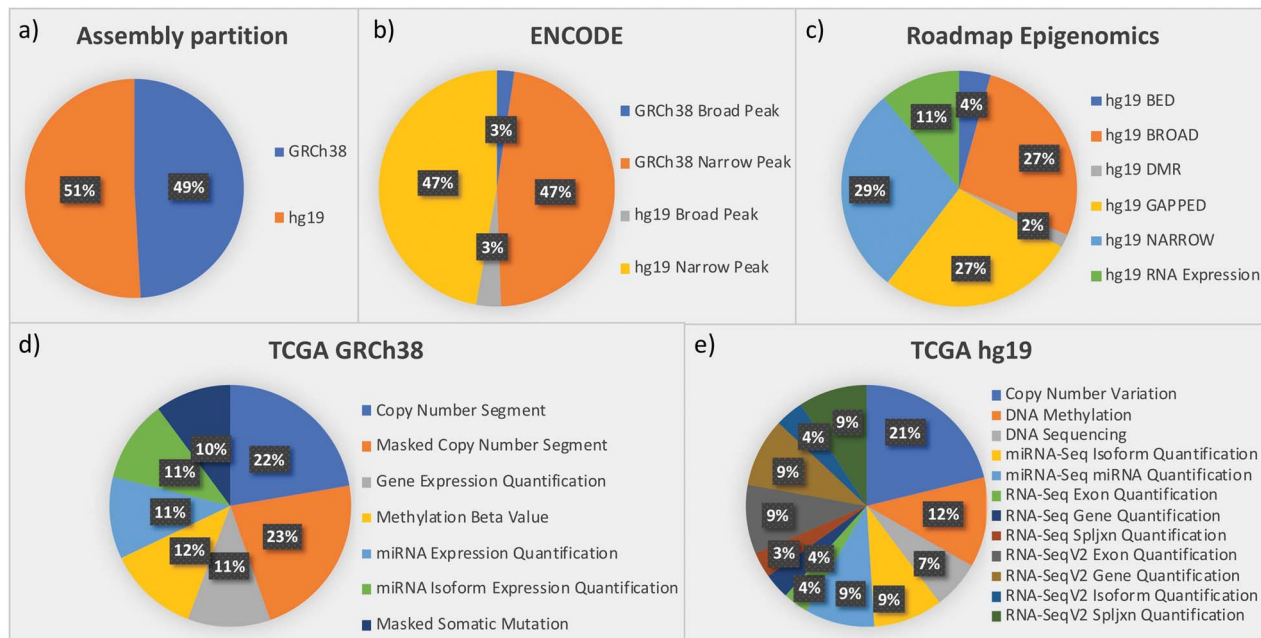 a)
Assembly partition
51%
49%
GRCh38
hg19
b)
ENCODE
3%
47%
47%
3%
GRCh38 Broad Peak
GRCh38 Narrow Peak
hg19 Broad Peak
hg19 Narrow Peak
c)
Roadmap Epigenomics
4%
11%
27%
29%
2%
27%
hg19 BED
hg19 BROAD
hg19 DMR
hg19 GAPPED
hg19 NARROW
hg19 RNA Expression
d)
TCGA GRCh38
10%
22%
11%
11%
23%
12%
11%
Copy Number Segment
Masked Copy Number Segment
Gene Expression Quantification
Methylation Beta Value
miRNA Expression Quantification
miRNA Isoform Expression Quantification
Masked Somatic Mutation
e)
TCGA hg19
9%
21%
4%
9%
9%
12%
3%
4%
7%
4%
9%
9%
Copy Number Variation
DNA Methylation
DNA Sequencing
miRNA-Seq Isoform Quantification
miRNA-Seq miRNA Quantification
RNA-Seq Exon Quantification
RNA-Seq Gene Quantification
RNA-Seq Spljxn Quantification
RNA-SeqV2 Exon Quantification
RNA-SeqV2 Gene Quantification
RNA-SeqV2 Isoform Quantification
RNA-SeqV2 Spljxn Quantification